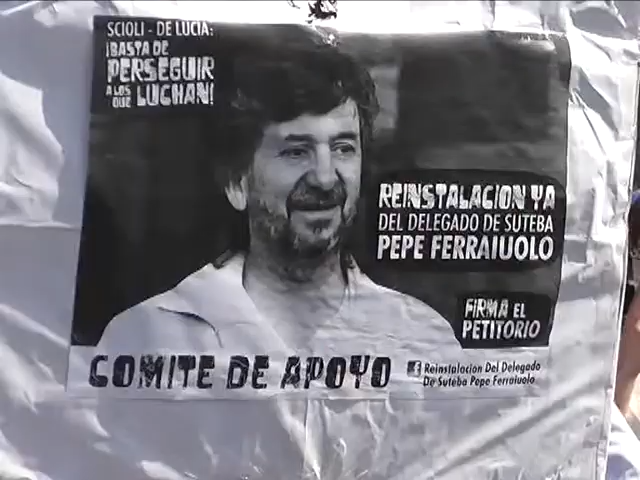 SCIOLI - DE LUCIA:
¡BASTA DE
PERSEGUIR
A LOS QUE LUCHAN!
REINSTALACION YA
DEL DELEGADO DE SUTEBA
PEPE FERRAIUOLO
FIRMA EL
PETITORIO
COMITE DE APOYO
f Reinstalacion Del Delegado
De Suteba Pepe Ferraiuolo